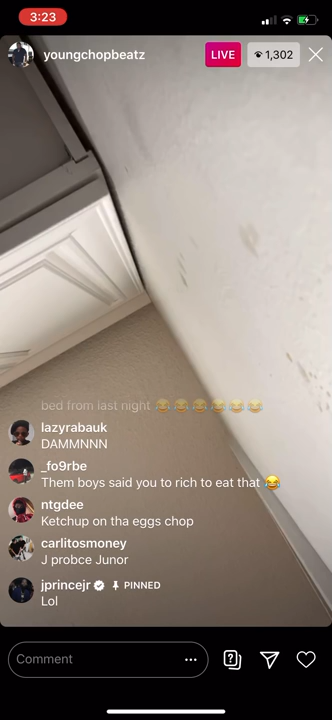 3:23
youngchopbeatz
LIVE
1,302
bed from last night 😂😂😂😂😂😂
lazyrabauk
DAMMNNN
_fo9rbe
Them boys said you to rich to eat that 😂
ntgdee
Ketchup on tha eggs chop
carlitosmoney
J probce Junor
jprincejr PINNED
Lol
Comment